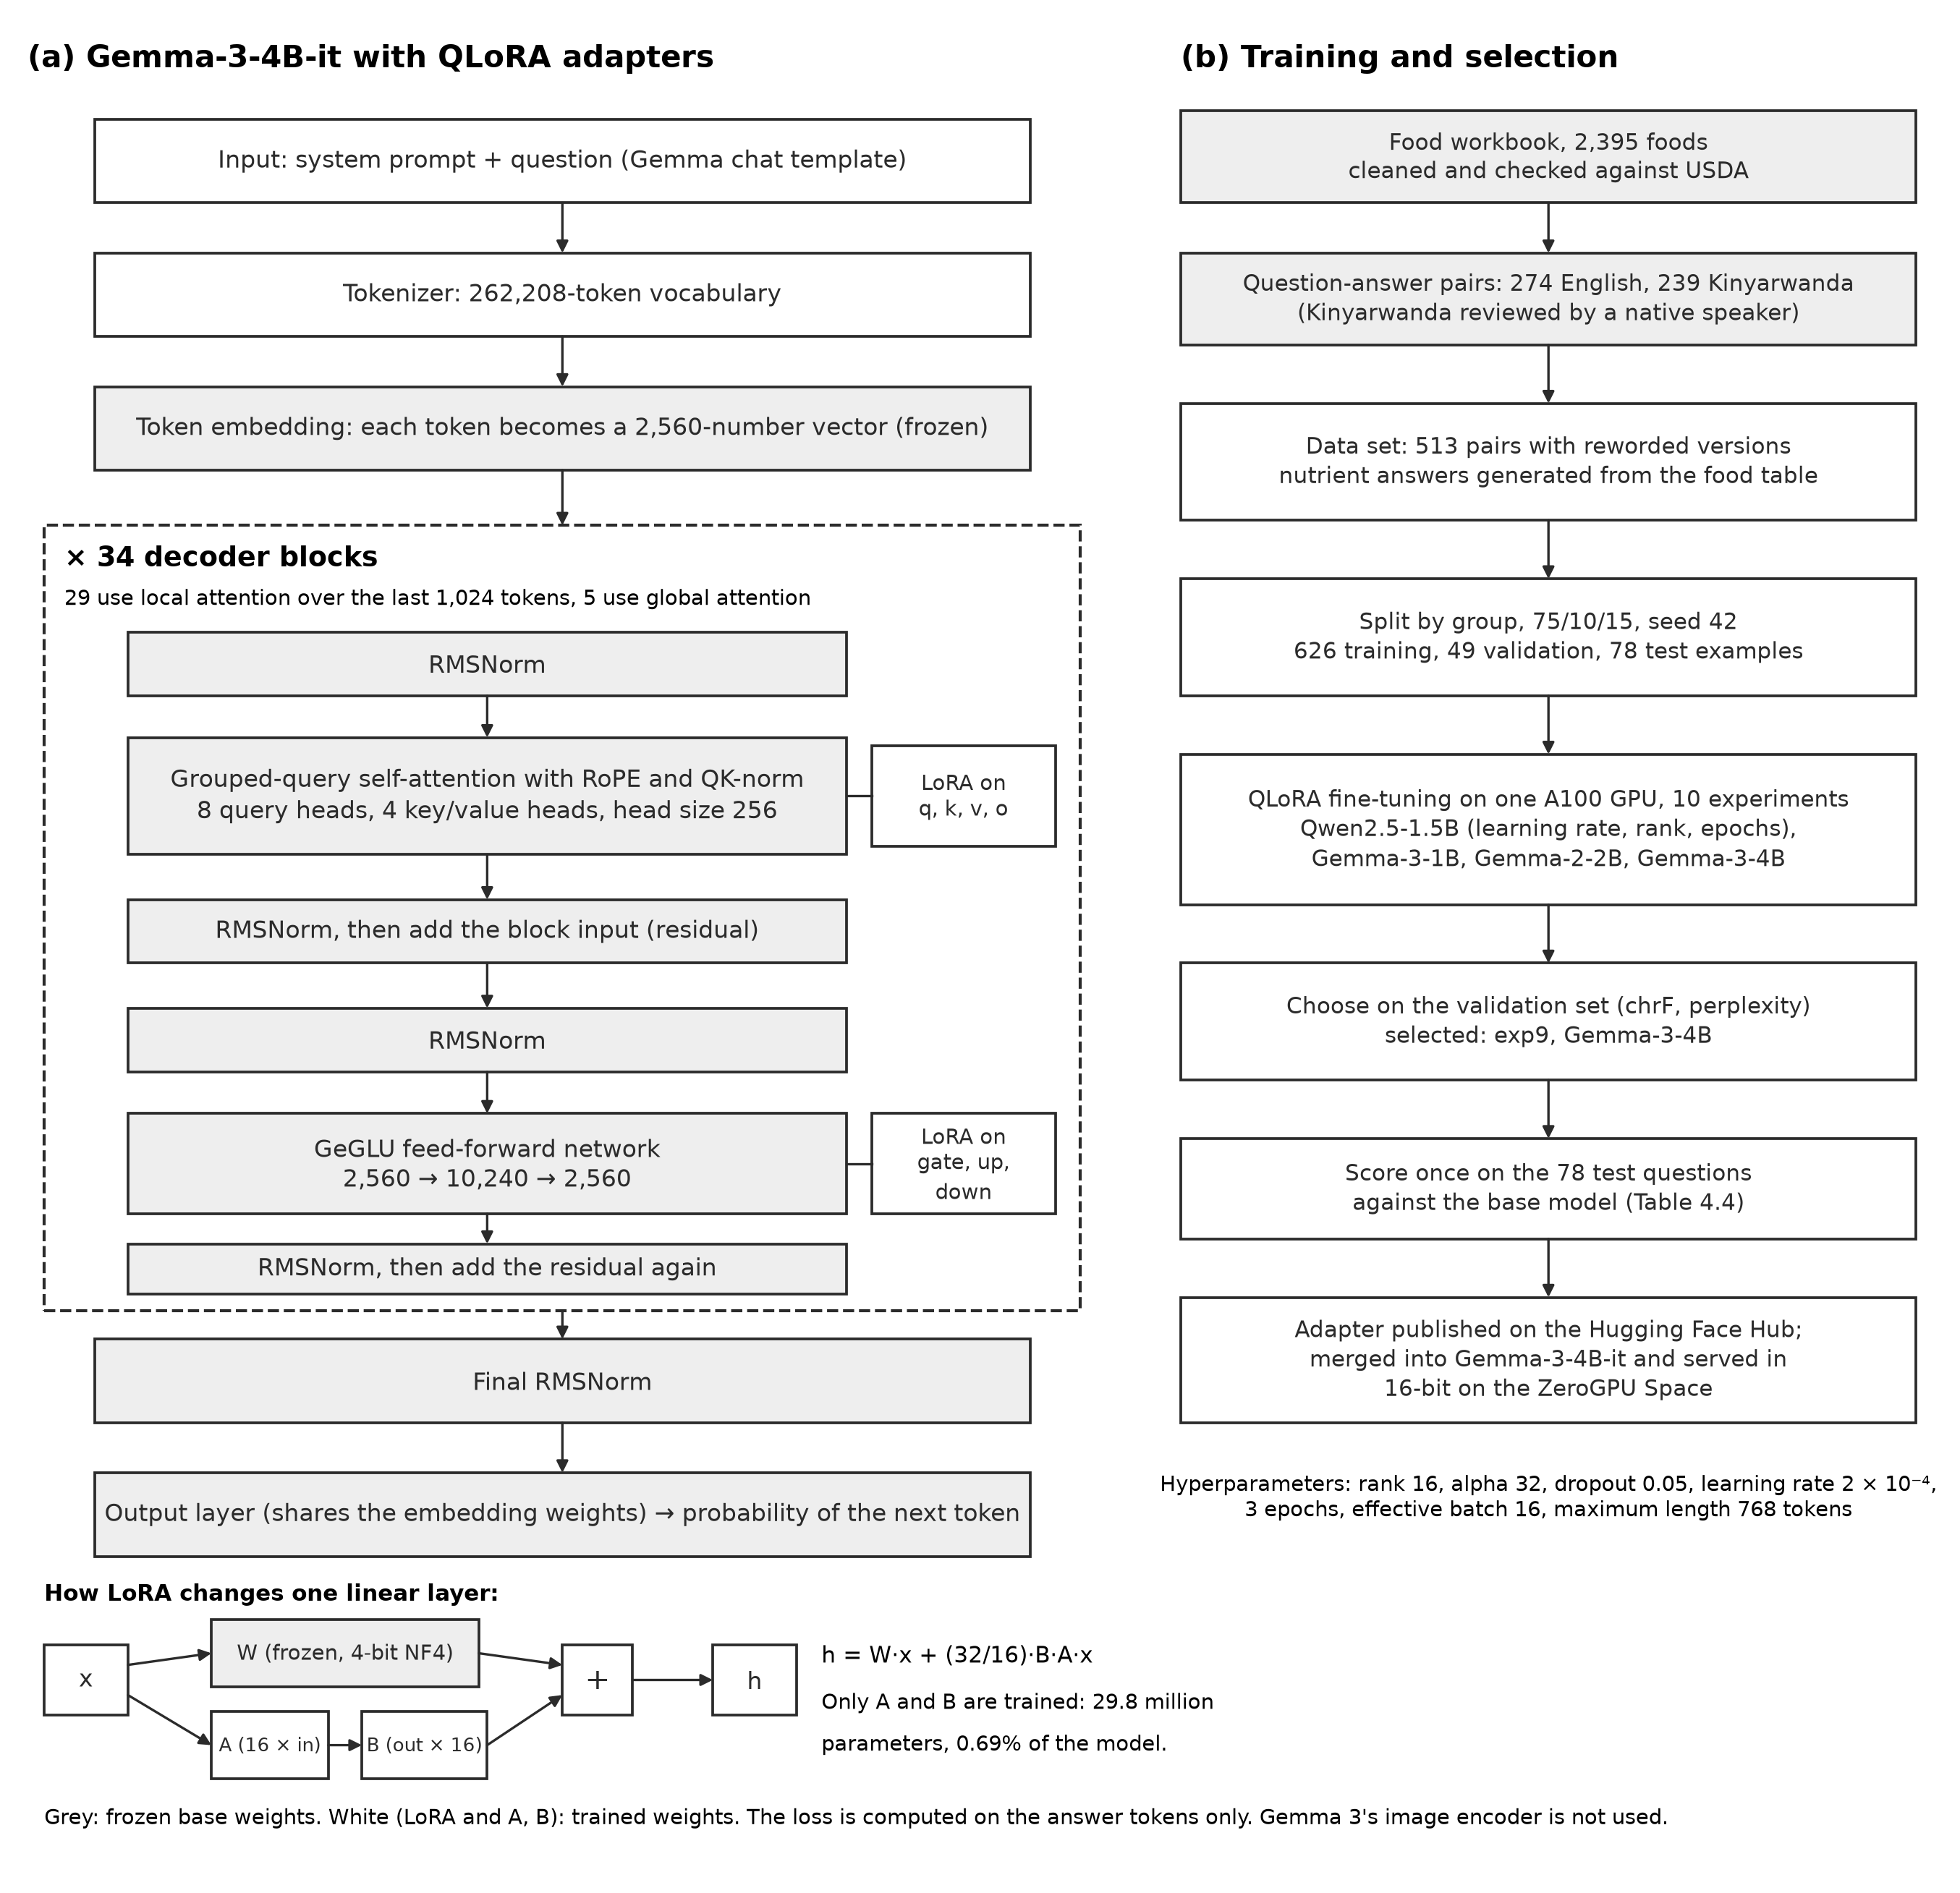 (a) Gemma-3-4B-it with QLoRA adapters
Input: system prompt + question (Gemma chat template)
Tokenizer: 262,208-token vocabulary
Token embedding: each token becomes a 2,560-number vector (frozen)
× 34 decoder blocks
29 use local attention over the last 1,024 tokens, 5 use global attention
RMSNorm
Grouped-query self-attention with RoPE and QK-norm
8 query heads, 4 key/value heads, head size 256
LoRA on
q, k, v, o
RMSNorm, then add the block input (residual)
RMSNorm
GeGLU feed-forward network
2,560 → 10,240 → 2,560
LoRA on
gate, up,
down
RMSNorm, then add the residual again
Final RMSNorm
Output layer (shares the embedding weights) → probability of the next token
(b) Training and selection
Food workbook, 2,395 foods
cleaned and checked against USDA
Question-answer pairs: 274 English, 239 Kinyarwanda
(Kinyarwanda reviewed by a native speaker)
Data set: 513 pairs with reworded versions
nutrient answers generated from the food table
Split by group, 75/10/15, seed 42
626 training, 49 validation, 78 test examples
QLoRA fine-tuning on one A100 GPU, 10 experiments
Qwen2.5-1.5B (learning rate, rank, epochs),
Gemma-3-1B, Gemma-2-2B, Gemma-3-4B
Choose on the validation set (chrF, perplexity)
selected: exp9, Gemma-3-4B
Score once on the 78 test questions
against the base model (Table 4.4)
Adapter published on the Hugging Face Hub;
merged into Gemma-3-4B-it and served in
16-bit on the ZeroGPU Space
Hyperparameters: rank 16, alpha 32, dropout 0.05, learning rate 2 × 10⁻⁴,
3 epochs, effective batch 16, maximum length 768 tokens
How LoRA changes one linear layer:
x
W (frozen, 4-bit NF4)
A (16 × in)
B (out × 16)
+
h
h = W·x + (32/16)·B·A·x
Only A and B are trained: 29.8 million
parameters, 0.69% of the model.
Grey: frozen base weights. White (LoRA and A, B): trained weights. The loss is computed on the answer tokens only. Gemma 3's image encoder is not used.